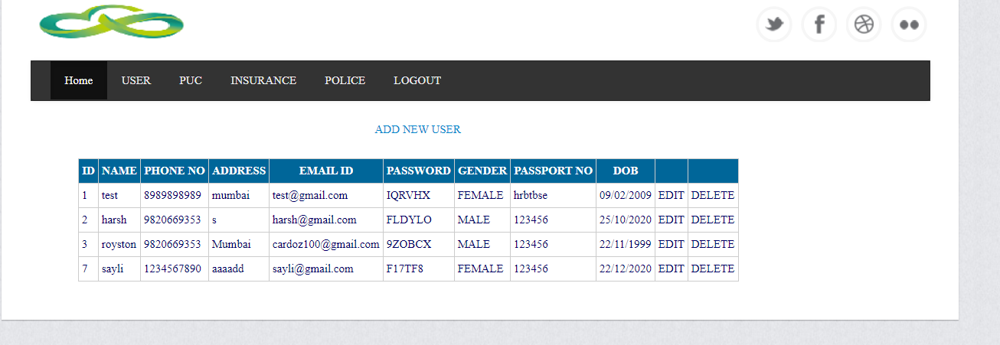 Home USER PUC INSURANCE POLICE LOGOUT
ADD NEW USER
ID NAME PHONE NO ADDRESS EMAIL ID PASSWORD GENDER PASSPORT NO DOB
1 test 8989898989 mumbai test@gmail.com IQRVHX FEMALE hrbtbse 09/02/2009 EDIT DELETE
2 harsh 9820669353 s harsh@gmail.com FLDYLO MALE 123456 25/10/2020 EDIT DELETE
3 royston 9820669353 Mumbai cardoz100@gmail.com 9ZOBCX MALE 123456 22/11/1999 EDIT DELETE
7 sayli 1234567890 aaaadd sayli@gmail.com F17TF8 FEMALE 123456 22/12/2020 EDIT DELETE